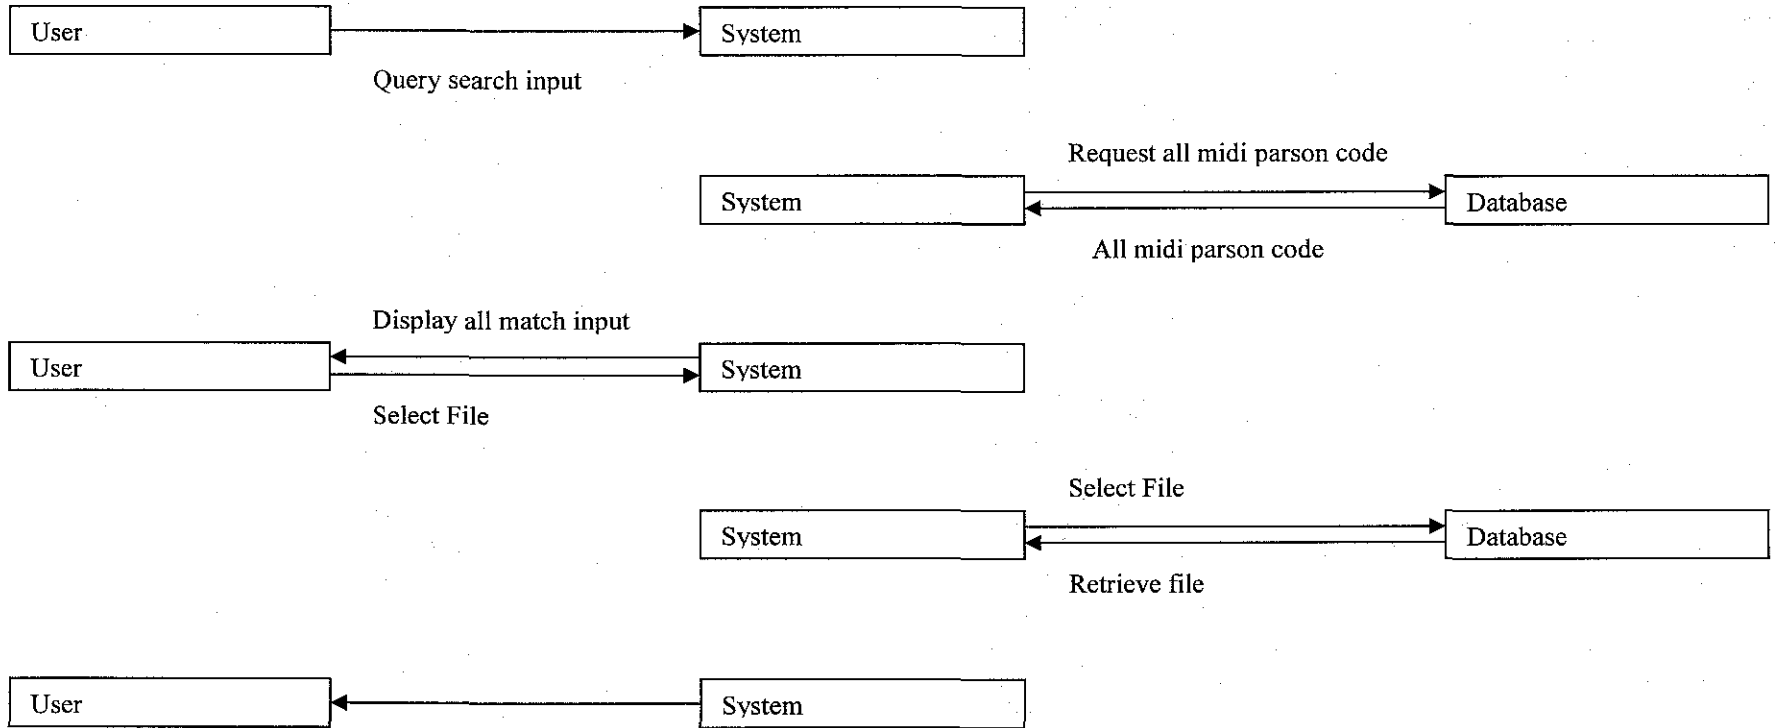 User
System
Query search input
Request all midi parson code
System
Database
All midi parson code
Display all match input
User
System
Select File
Select File
System
Database
Retrieve file
User
System